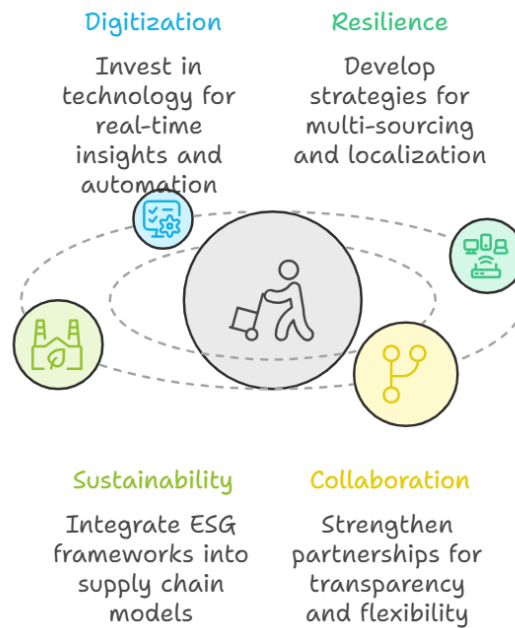 Digitization
Invest in
technology for
real-time
insights and
automation
Resilience
Develop
strategies for
multi-sourcing
and localization
Sustainability
Integrate ESG
frameworks into
supply chain
models
Collaboration
Strengthen
partnerships for
transparency
and flexibility